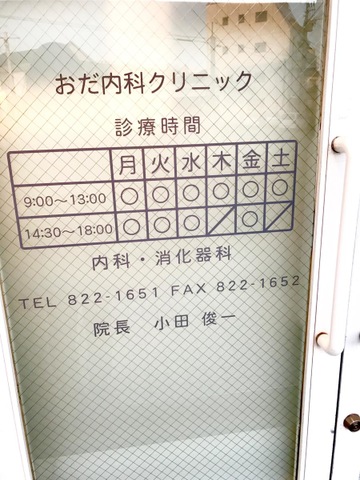 おだ内科クリニック
診療時間
月 火 水 木 金 土
9:00～13:00 ○ ○ ○ ○ ○ ○
14:30～18:00 ○ ○ ○ ／ ○ ／
内科・消化器科
TEL 822-1651 FAX 822-1652
院長 小田 俊一